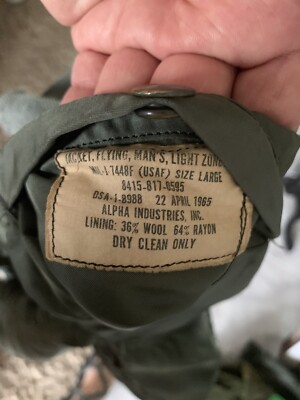 JACKET, FLYING, MAN'S, LIGHT ZONE
MIL-J-7448F (USAF) SIZE LARGE
8415-817-0595
DSA-1-8988 22 APRIL 1965
ALPHA INDUSTRIES, INC.
LINING: 36% WOOL 64% RAYON
DRY CLEAN ONLY